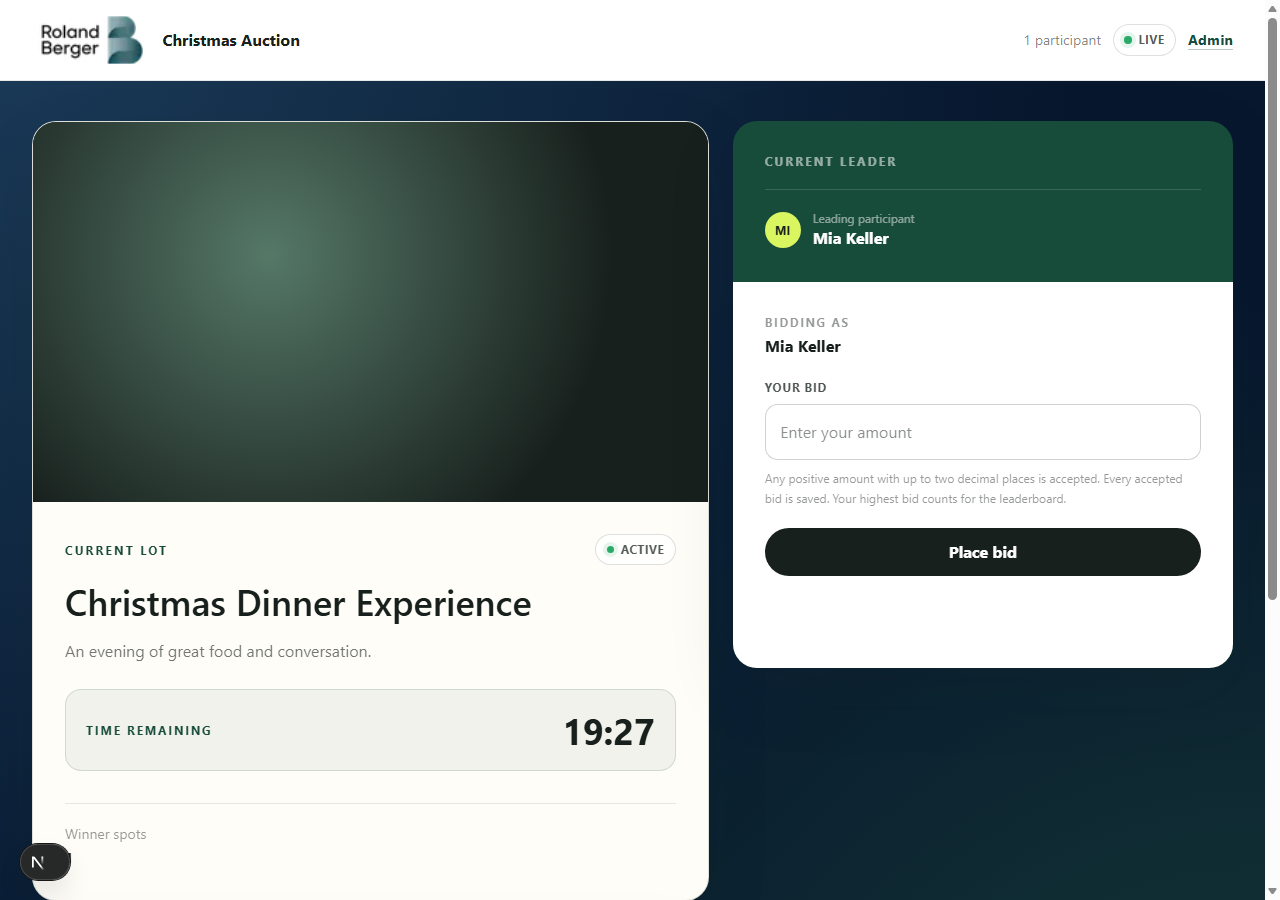 Roland
Berger
Christmas Auction
1 participant
LIVE
Admin
CURRENT LOT
ACTIVE
Christmas Dinner Experience
An evening of great food and conversation.
TIME REMAINING
19:27
Winner spots
N
CURRENT LEADER
MI
Leading participant
Mia Keller
BIDDING AS
Mia Keller
YOUR BID
Enter your amount
Any positive amount with up to two decimal places is accepted. Every accepted
bid is saved. Your highest bid counts for the leaderboard.
Place bid